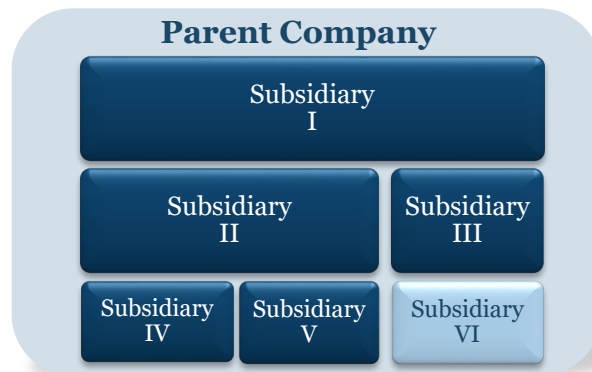 Parent Company
Subsidiary
I
Subsidiary
II
Subsidiary
III
Subsidiary
IV
Subsidiary
V
Subsidiary
VI